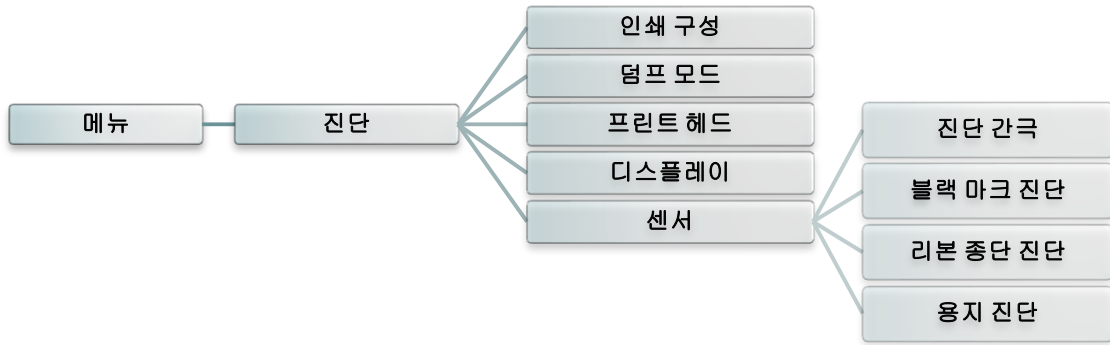 메뉴
진단
인쇄 구성
덤프 모드
프린트 헤드
디스플레이
센서
진단 간극
블랙 마크 진단
리본 종단 진단
용지 진단